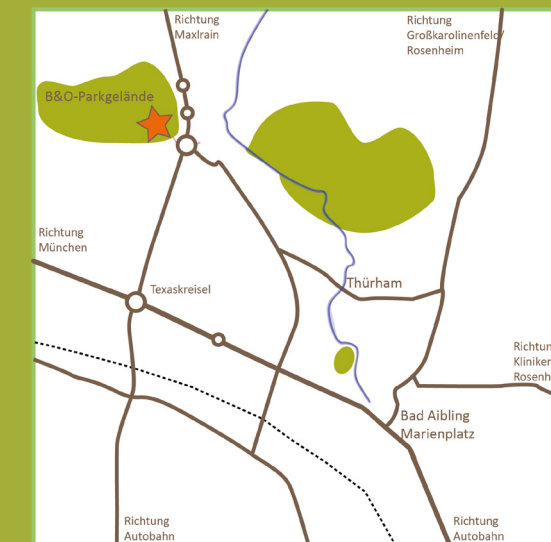 Richtung
Maxlrain
Richtung
Großkarolinenfeld/
Rosenheim
B&O-Parkgelände
Richtung
München
Texaskreisel
Thürham
Bad Aibling
Marienplatz
Richtung
Autobahn
Richtung
Autobahn